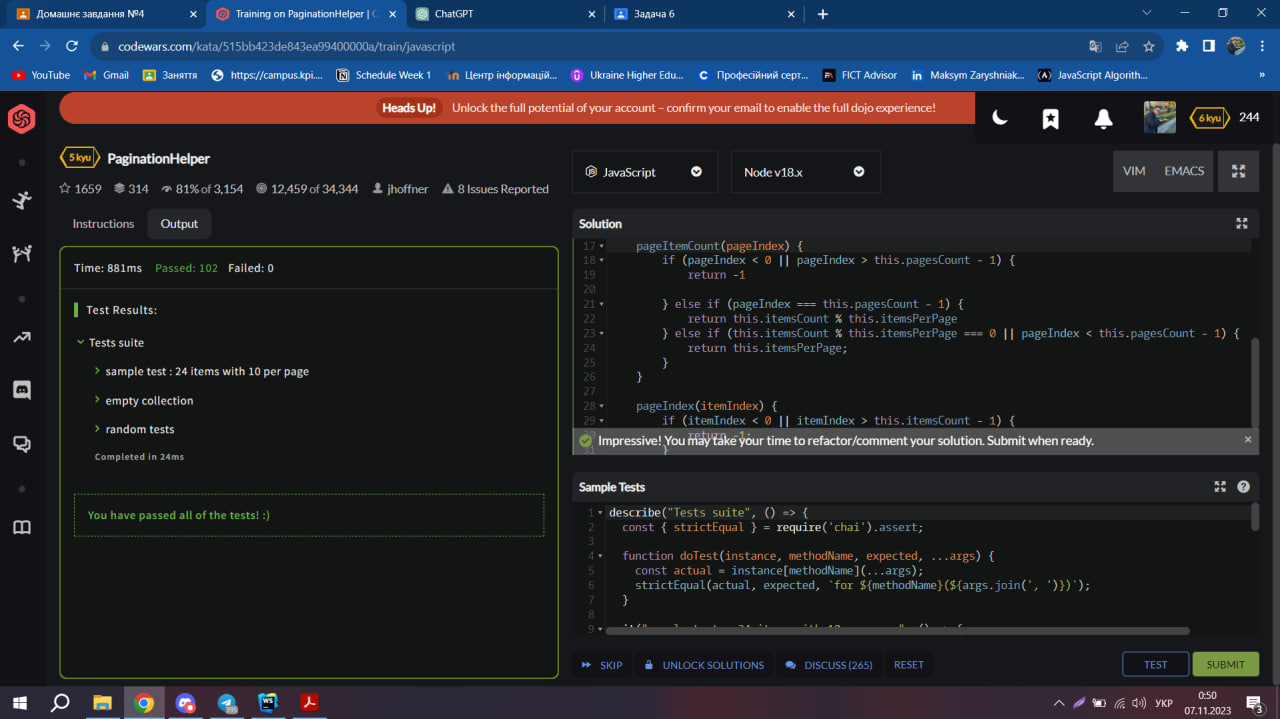 Домашнє завдання №4
Training on PaginationHelper | C
ChatGPT
Задача 6
codewars.com/kata/515bb423de843ea99400000a/train/javascript
YouTube
Gmail
Заняття
https://campus.kpi....
Schedule Week 1
Центр інформацій...
Ukraine Higher Edu...
Професійний серт...
FICT Advisor
Maksym Zaryshniak...
JavaScript Algorith...
»
Heads Up! Unlock the full potential of your account – confirm your email to enable the full dojo experience!
6 kyu 244
5 kyu PaginationHelper
1659 314 81% of 3,154 12,459 of 34,344 jhoffner 8 Issues Reported
Instructions Output
JavaScript
Node v18.x
VIM EMACS
Time: 881ms Passed: 102 Failed: 0
Test Results:
Tests suite
sample test : 24 items with 10 per page
empty collection
random tests
Completed in 24ms
You have passed all of the tests! :)
Solution
17 pageItemCount(pageIndex) {
18 if (pageIndex < 0 || pageIndex > this.pagesCount - 1) {
19 return -1
20
21 } else if (pageIndex === this.pagesCount - 1) {
22 return this.itemsCount % this.itemsPerPage
23 } else if (this.itemsCount % this.itemsPerPage === 0 || pageIndex < this.pagesCount - 1) {
24 return this.itemsPerPage;
25 }
26 }
27
28 pageIndex(itemIndex) {
29 if (itemIndex < 0 || itemIndex > this.itemsCount - 1) {
30 return -1;
31 }
Impressive! You may take your time to refactor/comment your solution. Submit when ready.
Sample Tests
1 describe("Tests suite", () => {
2 const { strictEqual } = require('chai').assert;
3
4 function doTest(instance, methodName, expected, ...args) {
5 const actual = instance[methodName](...args);
6 strictEqual(actual, expected, `for ${methodName}(${args.join(', ')})`);
7 }
8
9
SKIP
UNLOCK SOLUTIONS
DISCUSS (265)
RESET
TEST
SUBMIT
WS
395
УКР
0:50
07.11.2023
3